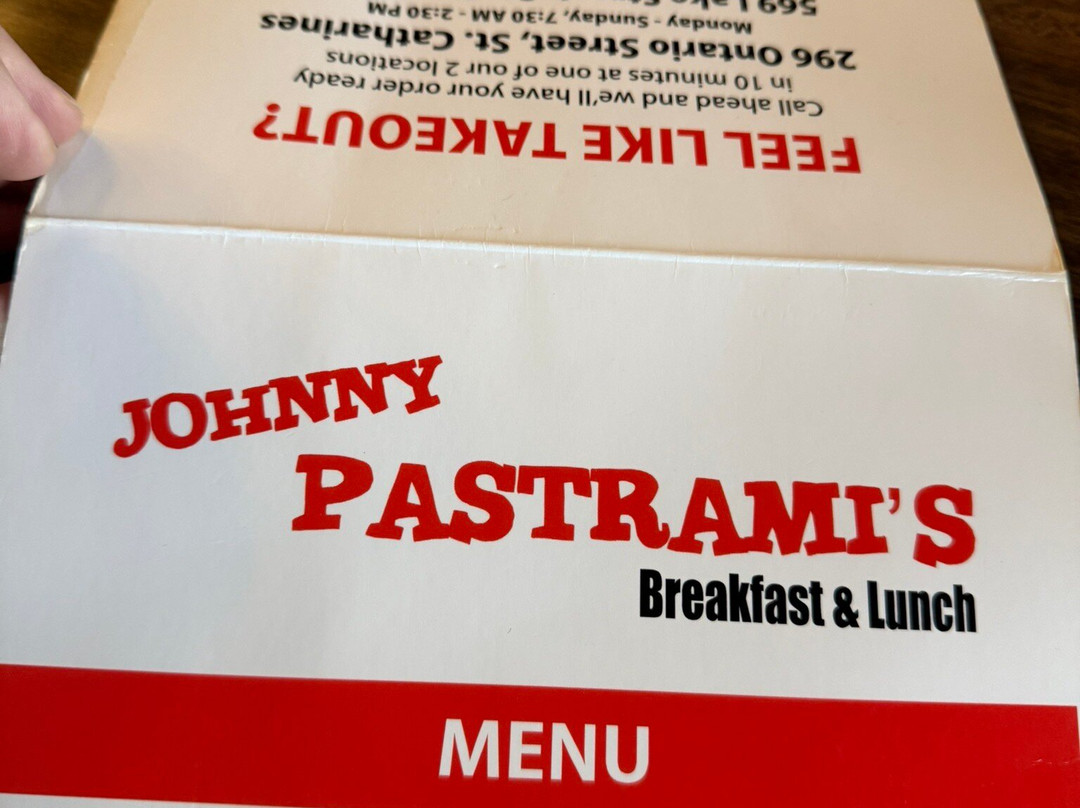 FEEL LIKE TAKEOUT?
Call ahead and we'll have your order ready
in 10 minutes at one of our 2 locations
296 Ontario Street, St. Catharines
Monday - Sunday, 7:30 AM - 2:30 PM
569 Lake
JOHNNY
PASTRAMI'S
Breakfast & Lunch
MENU